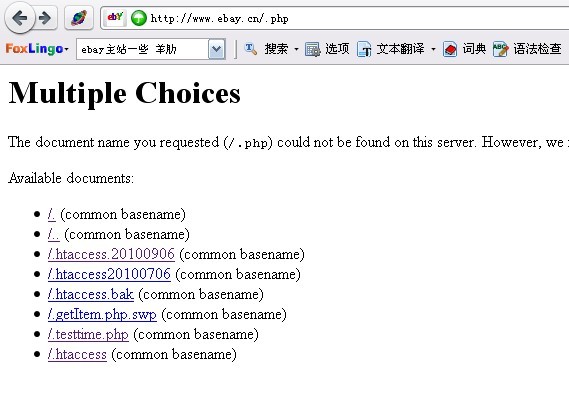 ebY http://www.ebay.cn/.php
FoxLingo ebay主站一些 羊肋 搜索 选项 文本翻译 词典 语法检查
Multiple Choices
The document name you requested (/.php) could not be found on this server. However, we
Available documents:
/. (common basename)
/.. (common basename)
/.htaccess.20100906 (common basename)
/.htaccess20100706 (common basename)
/.htaccess.bak (common basename)
/.getItem.php.swp (common basename)
/.testtime.php (common basename)
/.htaccess (common basename)